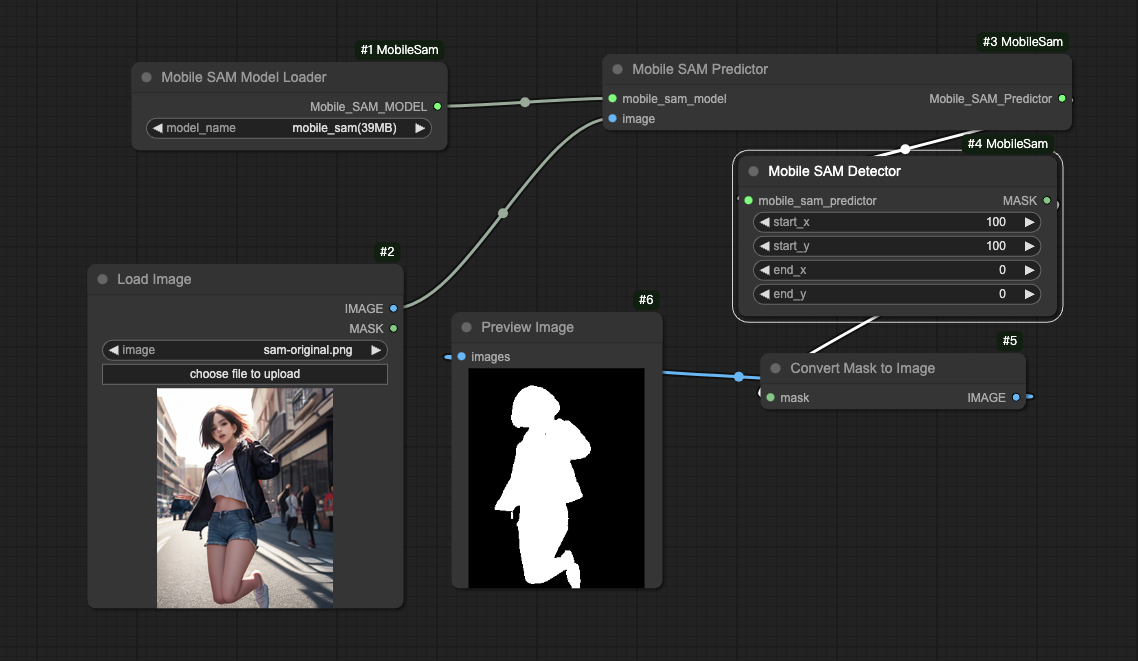 #1 MobileSam
Mobile SAM Model Loader
Mobile_SAM_MODEL
model_name mobile_sam(39MB)
#3 MobileSam
Mobile SAM Predictor
mobile_sam_model Mobile_SAM_Predictor
image
#4 MobileSam
Mobile SAM Detector
mobile_sam_predictor MASK
start_x 100
start_y 100
end_x 0
end_y 0
#2
Load Image
IMAGE
MASK
image sam-original.png
choose file to upload
#6
Preview Image
images
#5
Convert Mask to Image
mask IMAGE